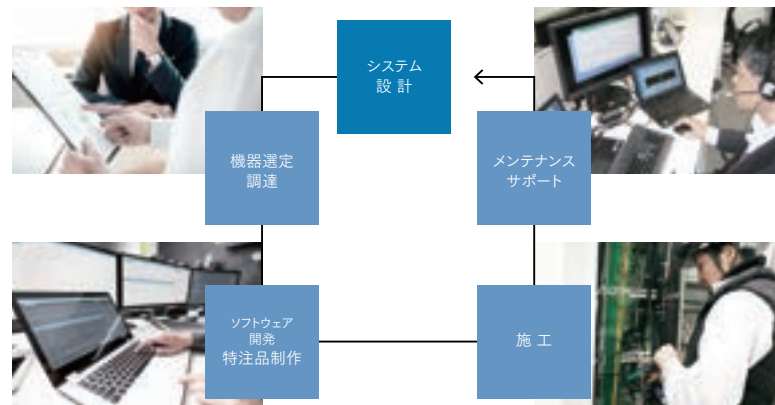 システム
設計
機器選定
調達
メンテナンス
サポート
ソフトウェア
開発
特注品制作
施工